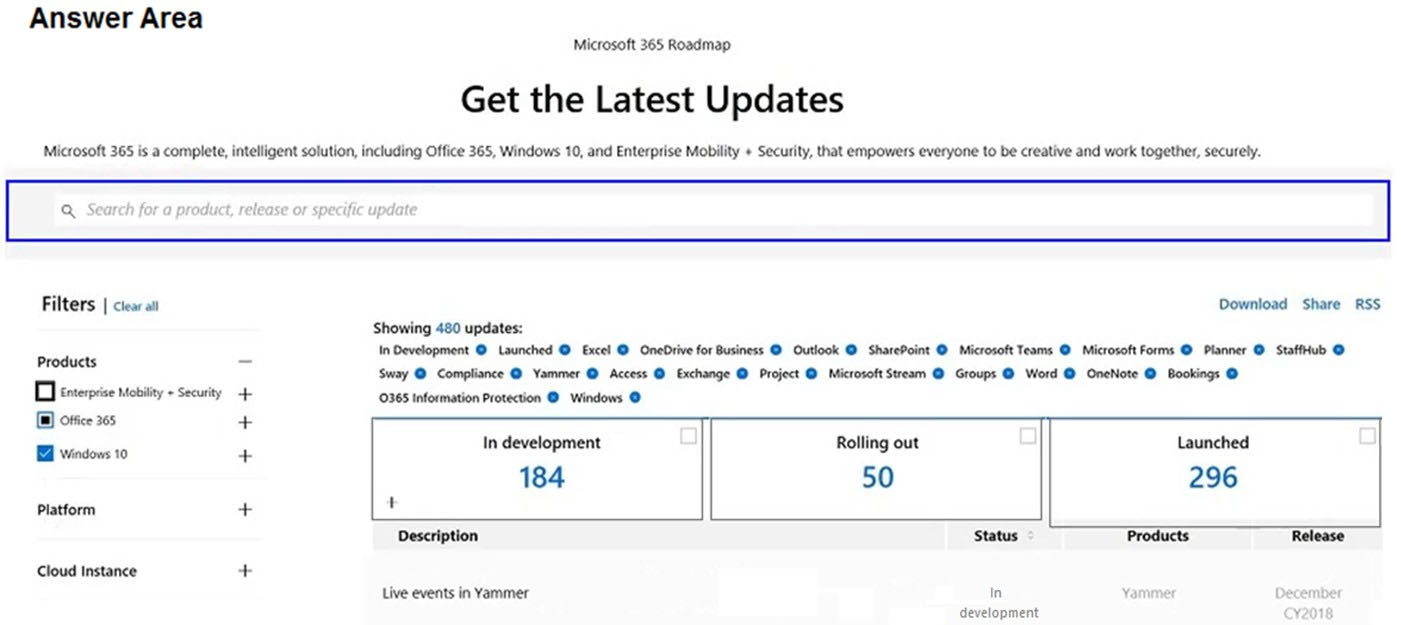 Answer Area
Microsoft 365 Roadmap
Get the Latest Updates
Microsoft 365 is a complete, intelligent solution, including Office 365, Windows 10, and Enterprise Mobility + Security, that empowers everyone to be creative and work together, securely.
Search for a product, release or specific update
Filters | Clear all
Download Share RSS
Showing 480 updates:
In Development Launched Excel OneDrive for Business Outlook SharePoint Microsoft Teams Microsoft Forms Planner StaffHub
Sway Compliance Yammer Access Exchange Project Microsoft Stream Groups Word OneNote Bookings
O365 Information Protection Windows
Products —
Enterprise Mobility + Security +
Office 365 +
Windows 10 +
Platform +
Cloud Instance +
In development
184
+
Rolling out
50
Launched
296
Description Status Products Release
Live events in Yammer In development Yammer December CY2018